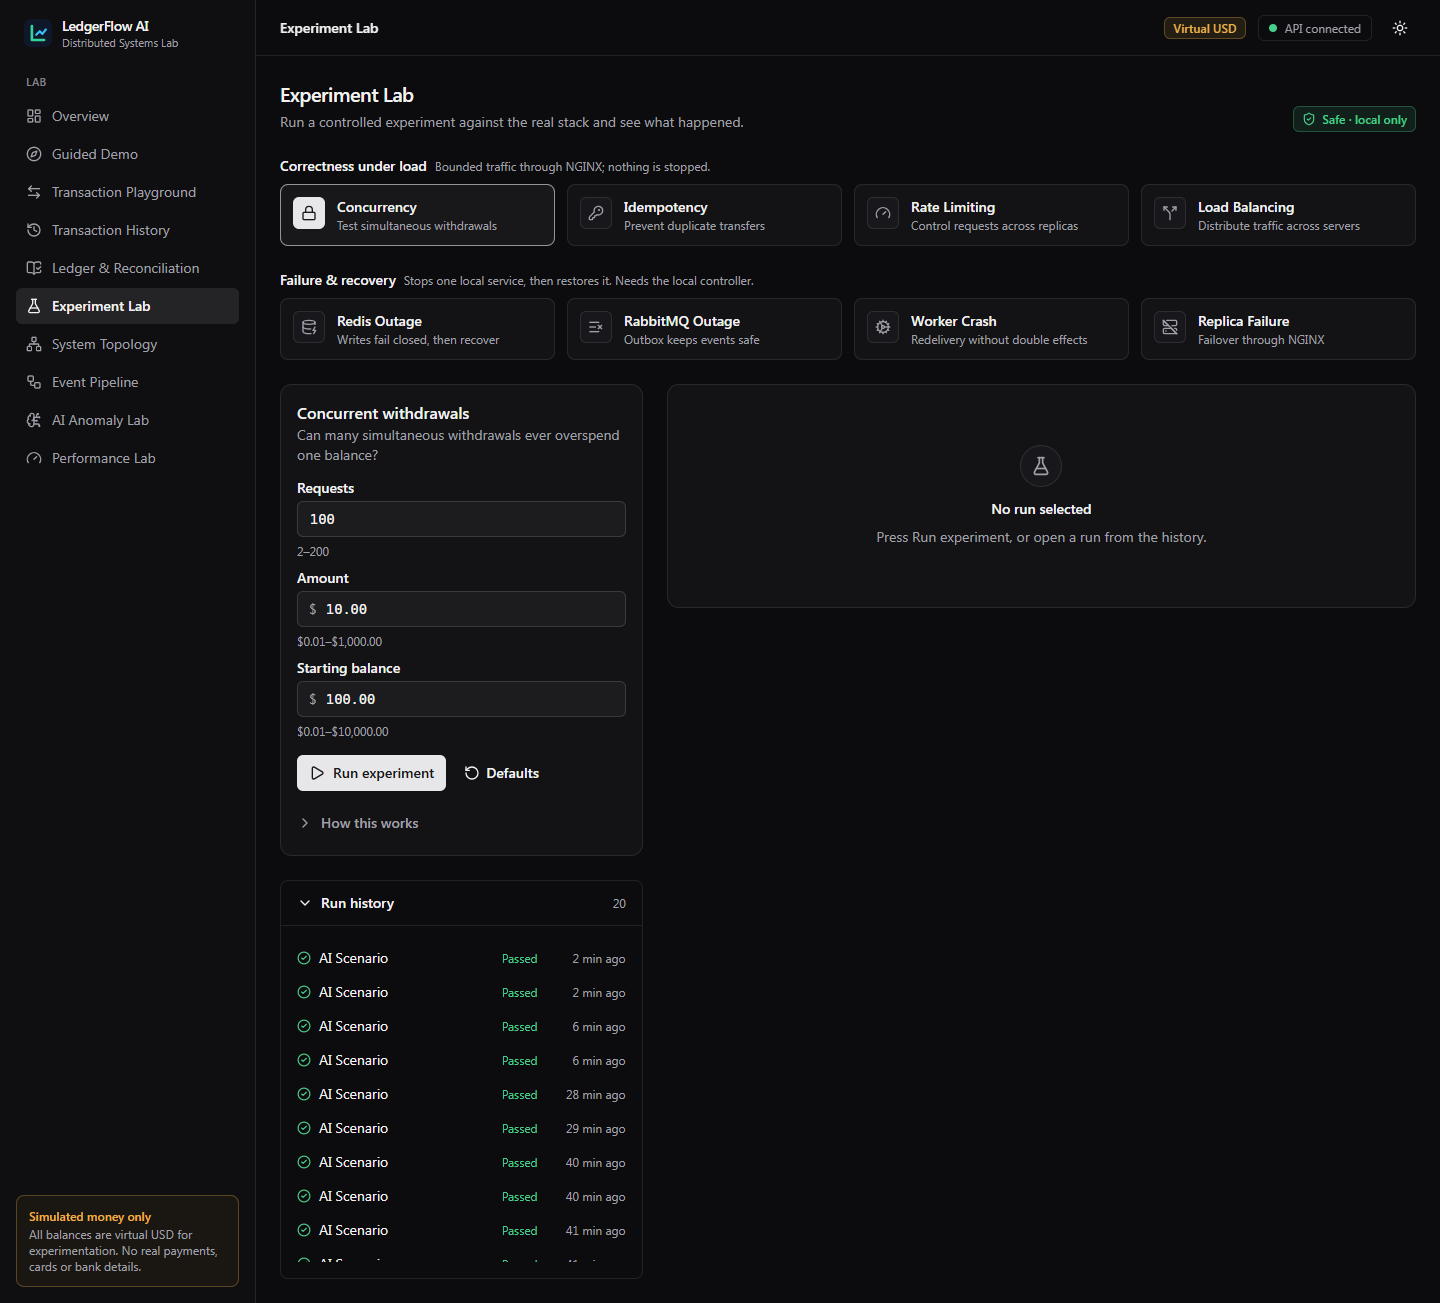 LedgerFlow AI
Distributed Systems Lab
LAB
Overview
Guided Demo
Transaction Playground
Transaction History
Ledger & Reconciliation
Experiment Lab
System Topology
Event Pipeline
AI Anomaly Lab
Performance Lab
Simulated money only
All balances are virtual USD for
experimentation. No real payments,
cards or bank details.
Experiment Lab
Virtual USD
API connected
Experiment Lab
Run a controlled experiment against the real stack and see what happened.
Safe · local only
Correctness under load Bounded traffic through NGINX; nothing is stopped.
Concurrency
Test simultaneous withdrawals
Idempotency
Prevent duplicate transfers
Rate Limiting
Control requests across replicas
Load Balancing
Distribute traffic across servers
Failure & recovery Stops one local service, then restores it. Needs the local controller.
Redis Outage
Writes fail closed, then recover
RabbitMQ Outage
Outbox keeps events safe
Worker Crash
Redelivery without double effects
Replica Failure
Failover through NGINX
Concurrent withdrawals
Can many simultaneous withdrawals ever overspend
one balance?
Requests
100
2–200
Amount
$ 10.00
$0.01–$1,000.00
Starting balance
$ 100.00
$0.01–$10,000.00
Run experiment
Defaults
How this works
No run selected
Press Run experiment, or open a run from the history.
Run history 20
AI Scenario Passed 2 min ago
AI Scenario Passed 2 min ago
AI Scenario Passed 6 min ago
AI Scenario Passed 6 min ago
AI Scenario Passed 28 min ago
AI Scenario Passed 29 min ago
AI Scenario Passed 40 min ago
AI Scenario Passed 40 min ago
AI Scenario Passed 41 min ago